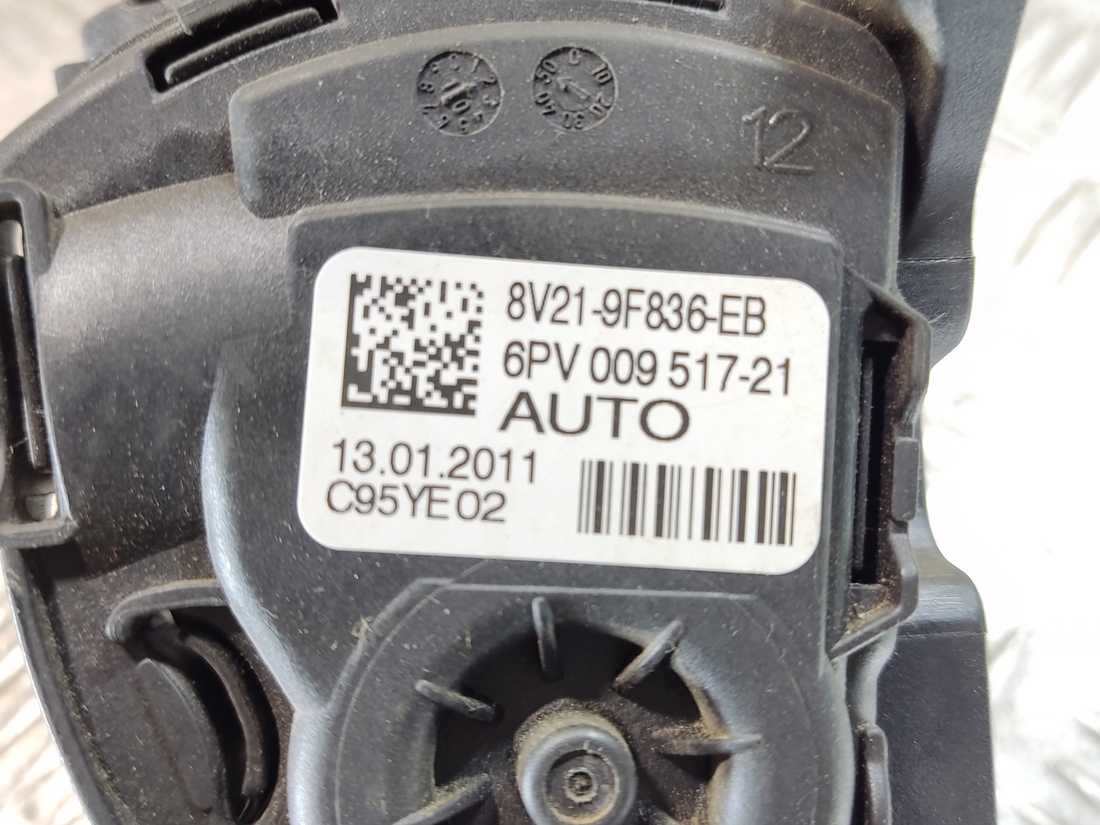 12
8V21-9F836-EB
6PV 009 517-21
AUTO
13.01.2011
C95YE02